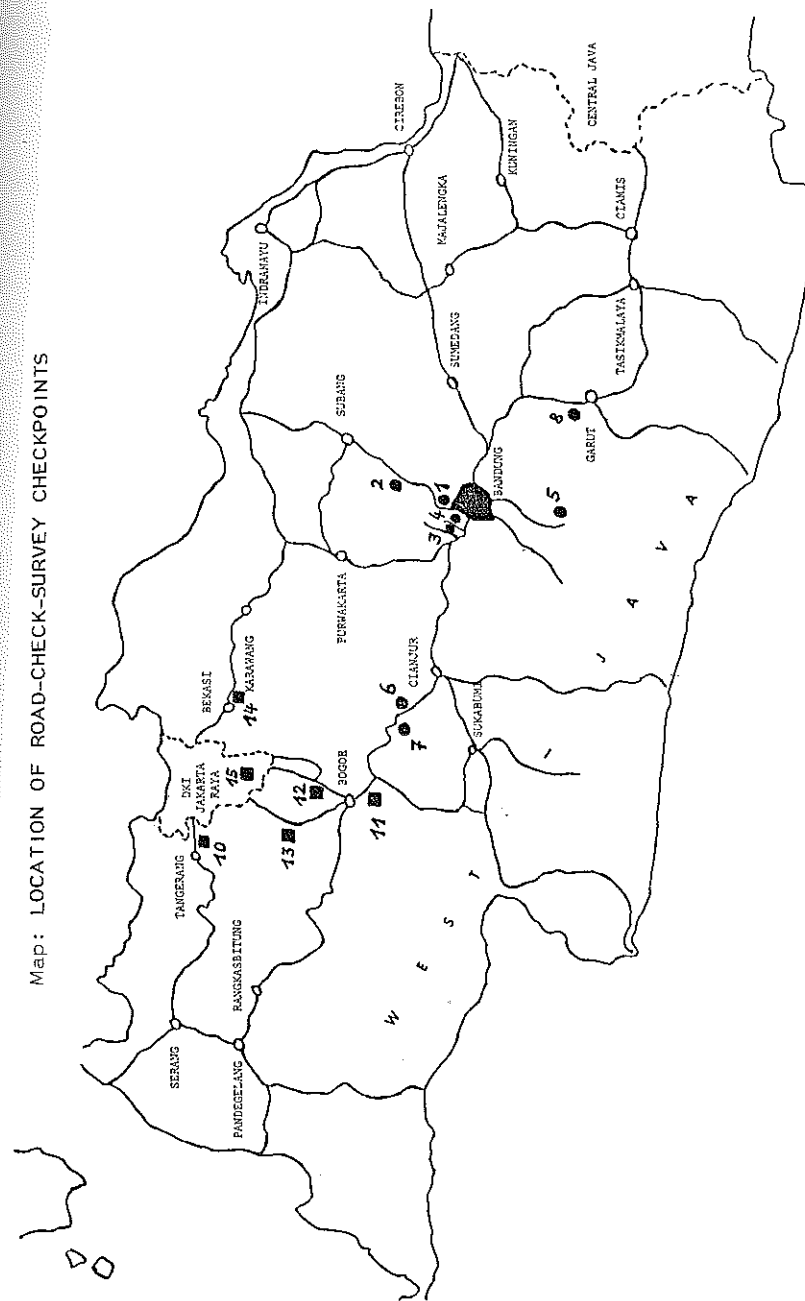 Map: LOCATION OF ROAD-CHECK-SURVEY CHECKPOINTS
SERANG
PANDEGELANG
RANGKASBITUNG
TANGERANG
10
DKI
JAKARTA
RAYA
15
13
12
BOGOR
11
BEKASI
14
KARAWANG
PURWAKARTA
SUBANG
INDRAMAYU
CIREBON
MAJALENGKA
KUNINGAN
SUMEDANG
CENTRAL JAVA
CIAMIS
TASIKMALAYA
GARUT
8
5
BANDUNG
1
2
3
4
CIANJUR
6
7
SUKABUMI
WEST JAVA